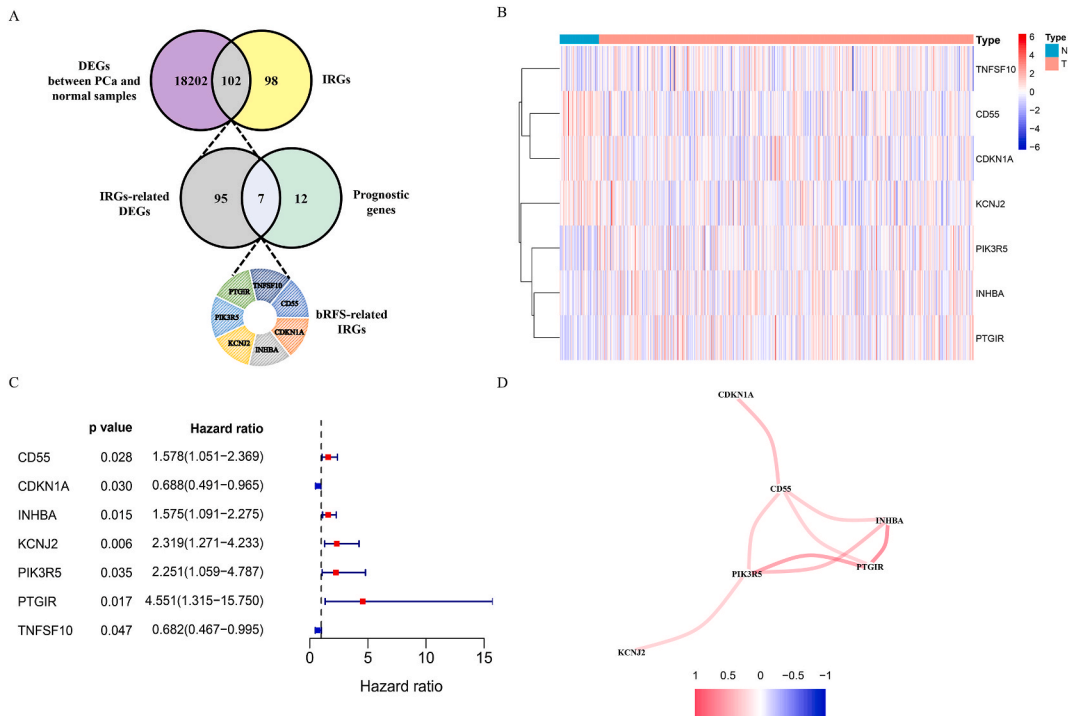 A
DEGs
between PCa and
normal samples
18202
102
98
IRGs
IRGs-related
DEGs
95
7
12
Prognostic
genes
PTGIR
TNFSF10
CD55
PIK3R5
CDKN1A
KCNJ2
INHBA
bRFS-related
IRGs
B
Type
TNFSF10
CD55
CDKN1A
KCNJ2
PIK3R5
INHBA
PTGIR
6
4
2
0
−2
−4
−6
Type
N
T
C
p value Hazard ratio
CD55 0.028 1.578(1.051−2.369)
CDKN1A 0.030 0.688(0.491−0.965)
INHBA 0.015 1.575(1.091−2.275)
KCNJ2 0.006 2.319(1.271−4.233)
PIK3R5 0.035 2.251(1.059−4.787)
PTGIR 0.017 4.551(1.315−15.750)
TNFSF10 0.047 0.682(0.467−0.995)
0 5 10 15
Hazard ratio
D
CDKN1A
CD55
INHBA
PTGIR
PIK3R5
KCNJ2
1 0.5 0 −0.5 −1